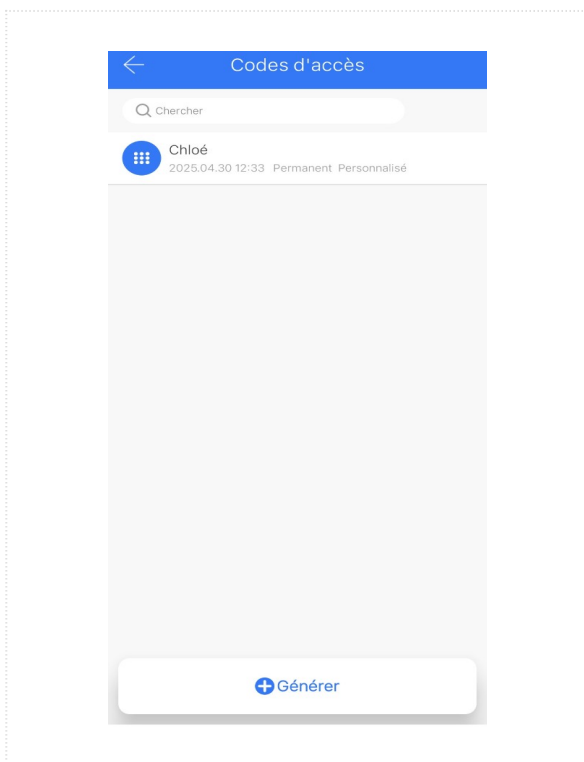 Codes d'accès
Chercher
Chloé
2025.04.30 12:33 Permanent Personnalisé
Générer